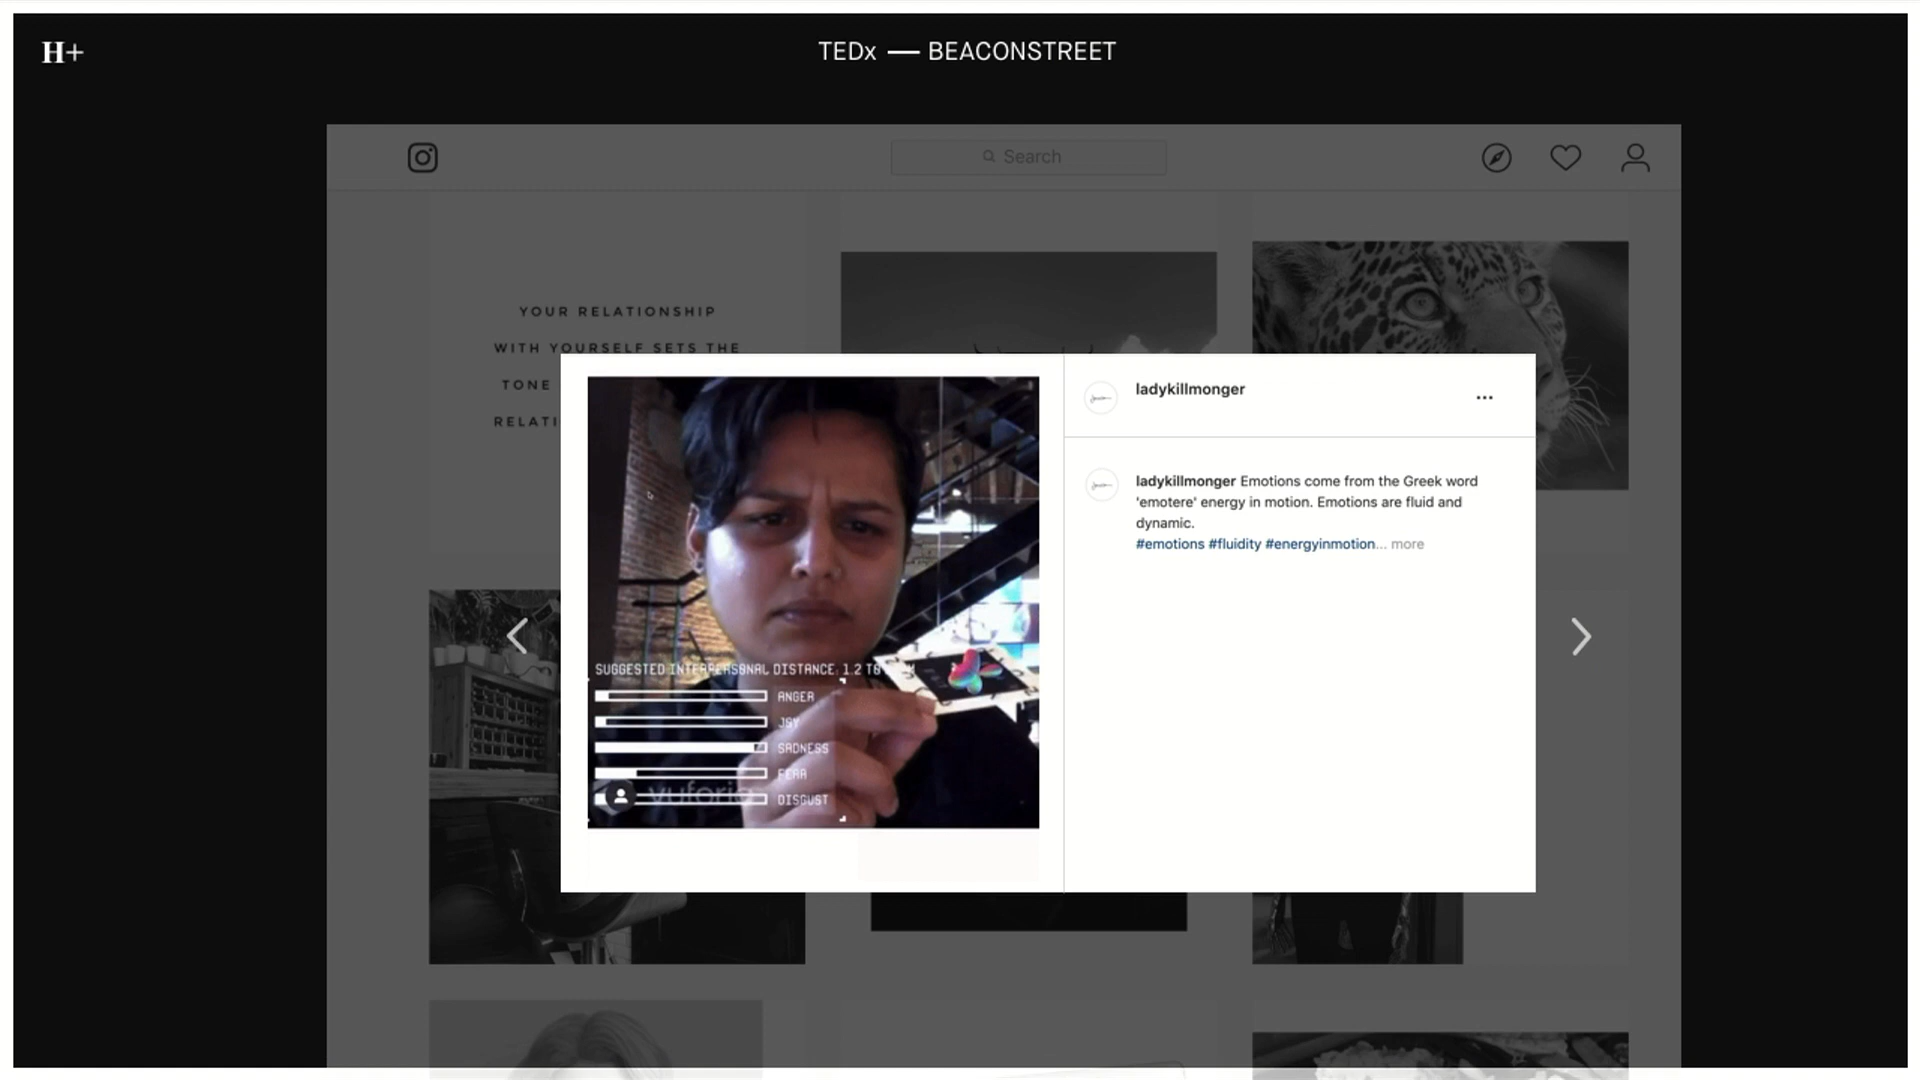 H+
TEDx — BEACONSTREET
Search
YOUR RELATIONSHIP
WITH YOURSELF SETS THE
TONE
RELATI
ladykillmonger
...
ladykillmonger Emotions come from the Greek word
'emotere' energy in motion. Emotions are fluid and
dynamic.
#emotions #fluidity #energyinmotion... more
SUGGESTED INTERPERSONAL DISTANCE: 1.2 TO
ANGER
JOY
SADNESS
FEAR
DISGUST
vuforia